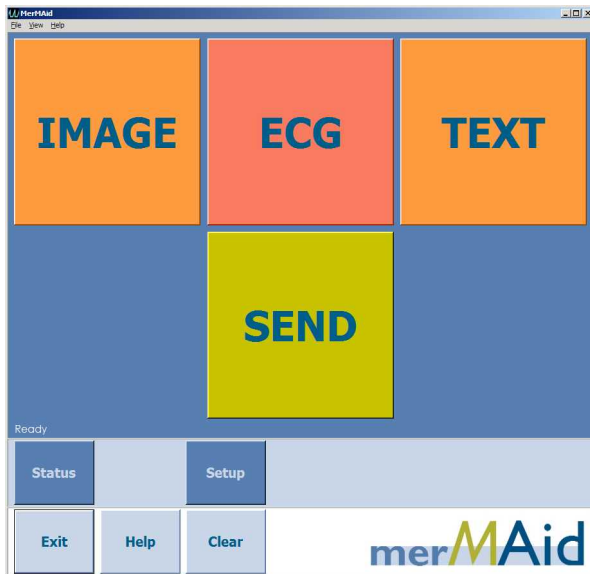 MerMAid
File View Help
IMAGE ECG TEXT
SEND
Ready
Status Setup
Exit Help Clear
merMAid